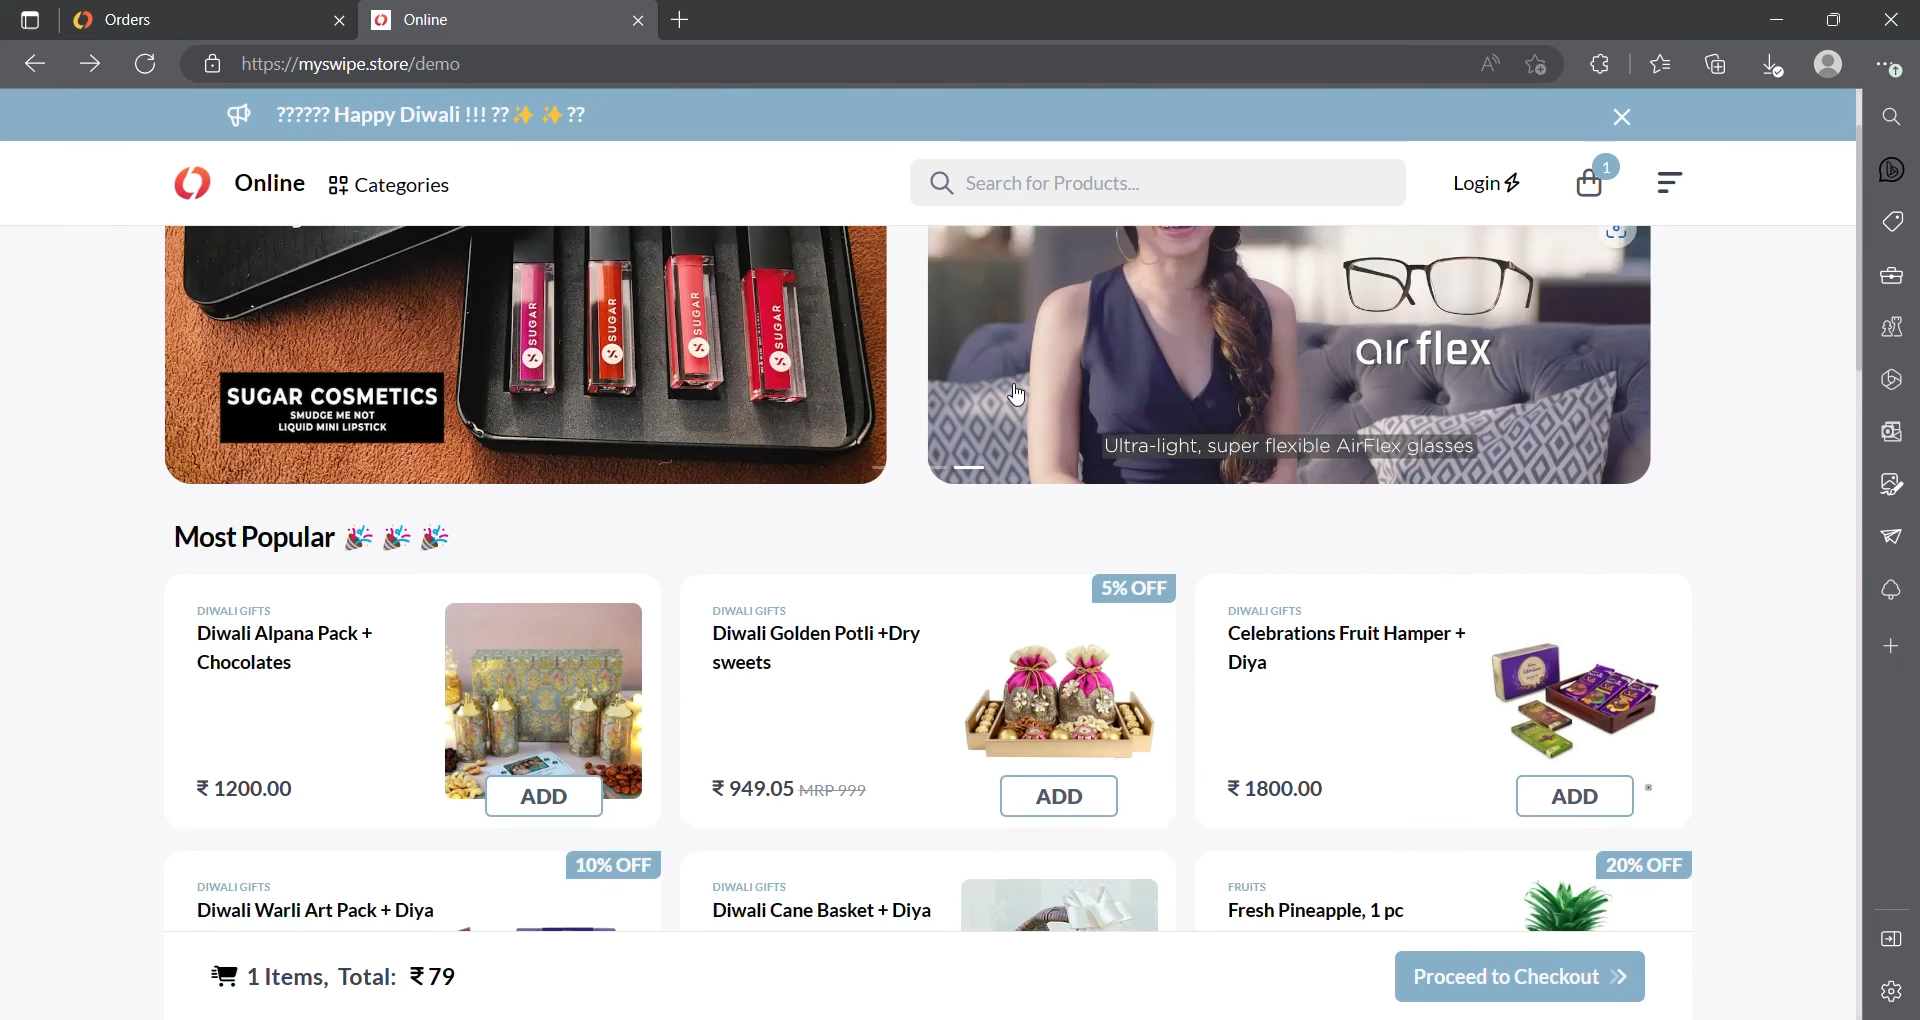 Orders
Online
https://myswipe.store/demo
?????? Happy Diwali !!! ??✨ ✨??
Online
Categories
Search for Products...
Login
1
SUGAR COSMETICS
SMUDGE ME NOT
LIQUID MINI LIPSTICK
SUGAR
SUGAR
SUGAR
SUGAR
air flex
Ultra-light, super flexible AirFlex glasses
Most Popular 🎉 🎉 🎉
DIWALI GIFTS
Diwali Alpana Pack +
Chocolates
₹ 1200.00
ADD
5% OFF
DIWALI GIFTS
Diwali Golden Potli +Dry
sweets
₹ 949.05 MRP 999
ADD
DIWALI GIFTS
Celebrations Fruit Hamper +
Diya
₹ 1800.00
ADD
10% OFF
DIWALI GIFTS
Diwali Warli Art Pack + Diya
DIWALI GIFTS
Diwali Cane Basket + Diya
20% OFF
FRUITS
Fresh Pineapple, 1 pc
1 Items, Total: ₹ 79
Proceed to Checkout »